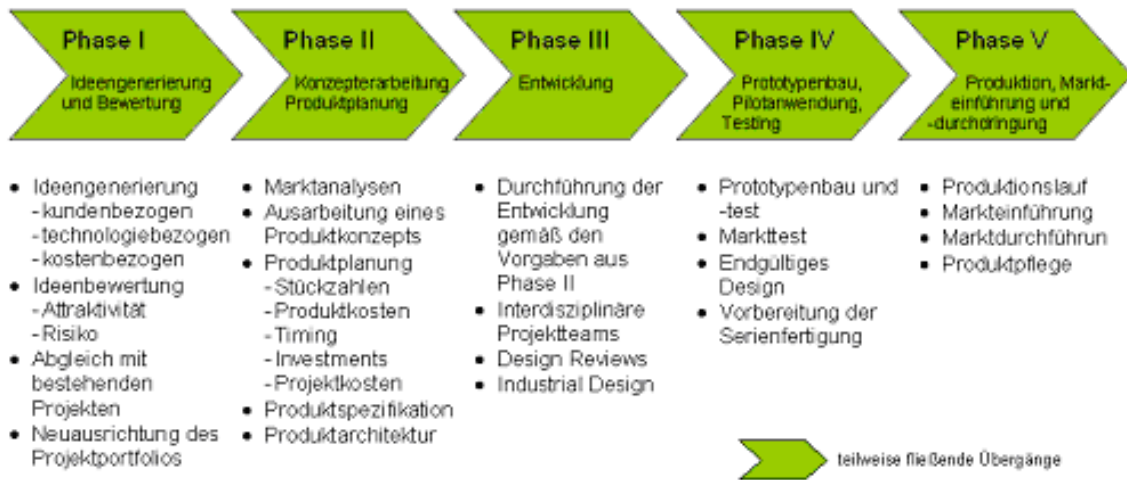 Phase I
Ideengenerierung
und Bewertung
Phase II
Konzepterarbeitung
Produktplanung
Phase III
Entwicklung
Phase IV
Prototypenbau,
Pilotanwendung,
Testing
Phase V
Produktion, Markt-
einführung und
-durchdringung
• Ideengenerierung
-kundenbezogen
-technologiebezogen
-kostenbezogen
• Ideenbewertung
-Attraktivität
-Risiko
• Abgleich mit
bestehenden
Projekten
• Neuausrichtung des
Projektportfolios
• Marktanalysen
• Ausarbeitung eines
Produktkonzepts
• Produktplanung
-Stückzahlen
-Produktkosten
-Timing
-Investments
-Projektkosten
• Produktspezifikation
• Produktarchitektur
• Durchführung der
Entwicklung
gemäß den
Vorgaben aus
Phase II
• Interdisziplinäre
Projektteams
• Design Reviews
• Industrial Design
• Prototypenbau und
-test
• Markttest
• Endgültiges
Design
• Vorbereitung der
Serienfertigung
• Produktionslauf
• Markteinführung
• Marktdurchführun
• Produktpflege
teilweise fließende Übergänge